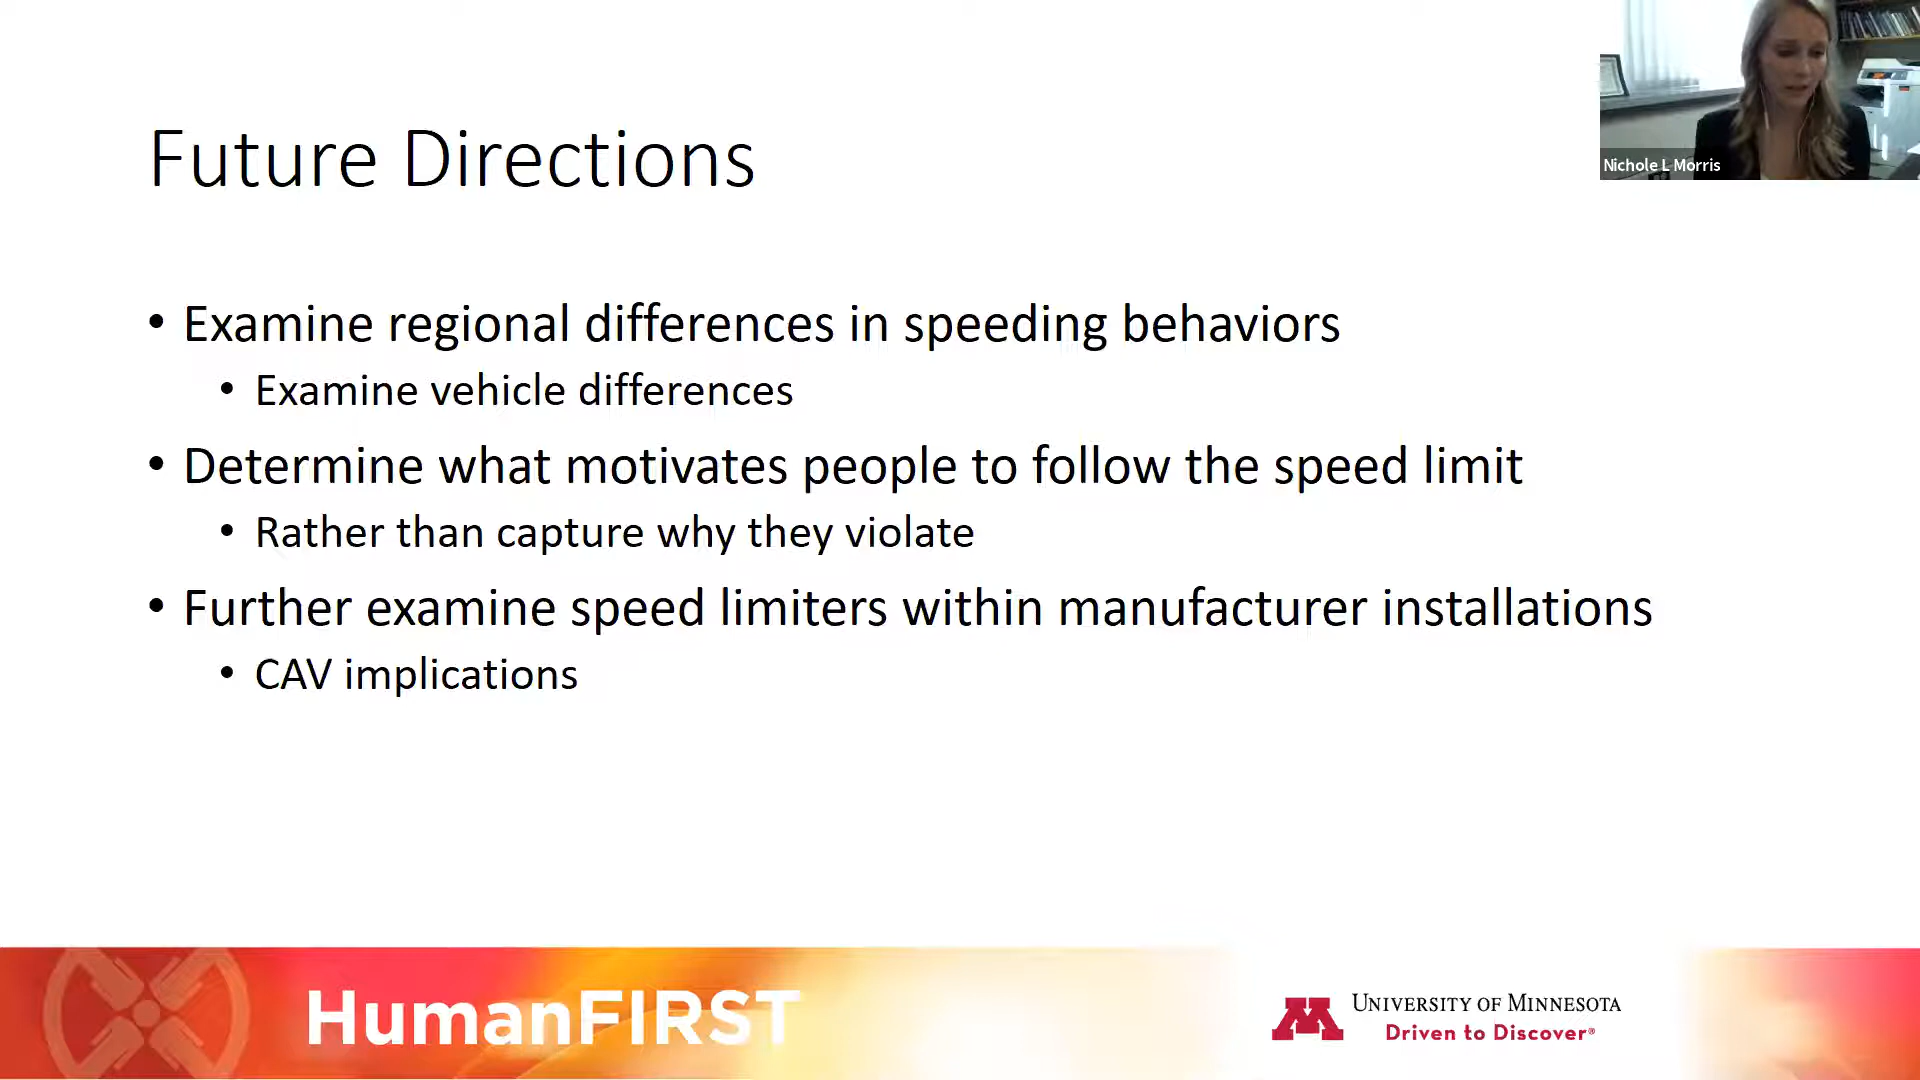 Future Directions
Nichole L Morris
• Examine regional differences in speeding behaviors
• Examine vehicle differences
• Determine what motivates people to follow the speed limit
• Rather than capture why they violate
• Further examine speed limiters within manufacturer installations
• CAV implications
HumanFIRST
M
UNIVERSITY OF MINNESOTA
Driven to Discover®